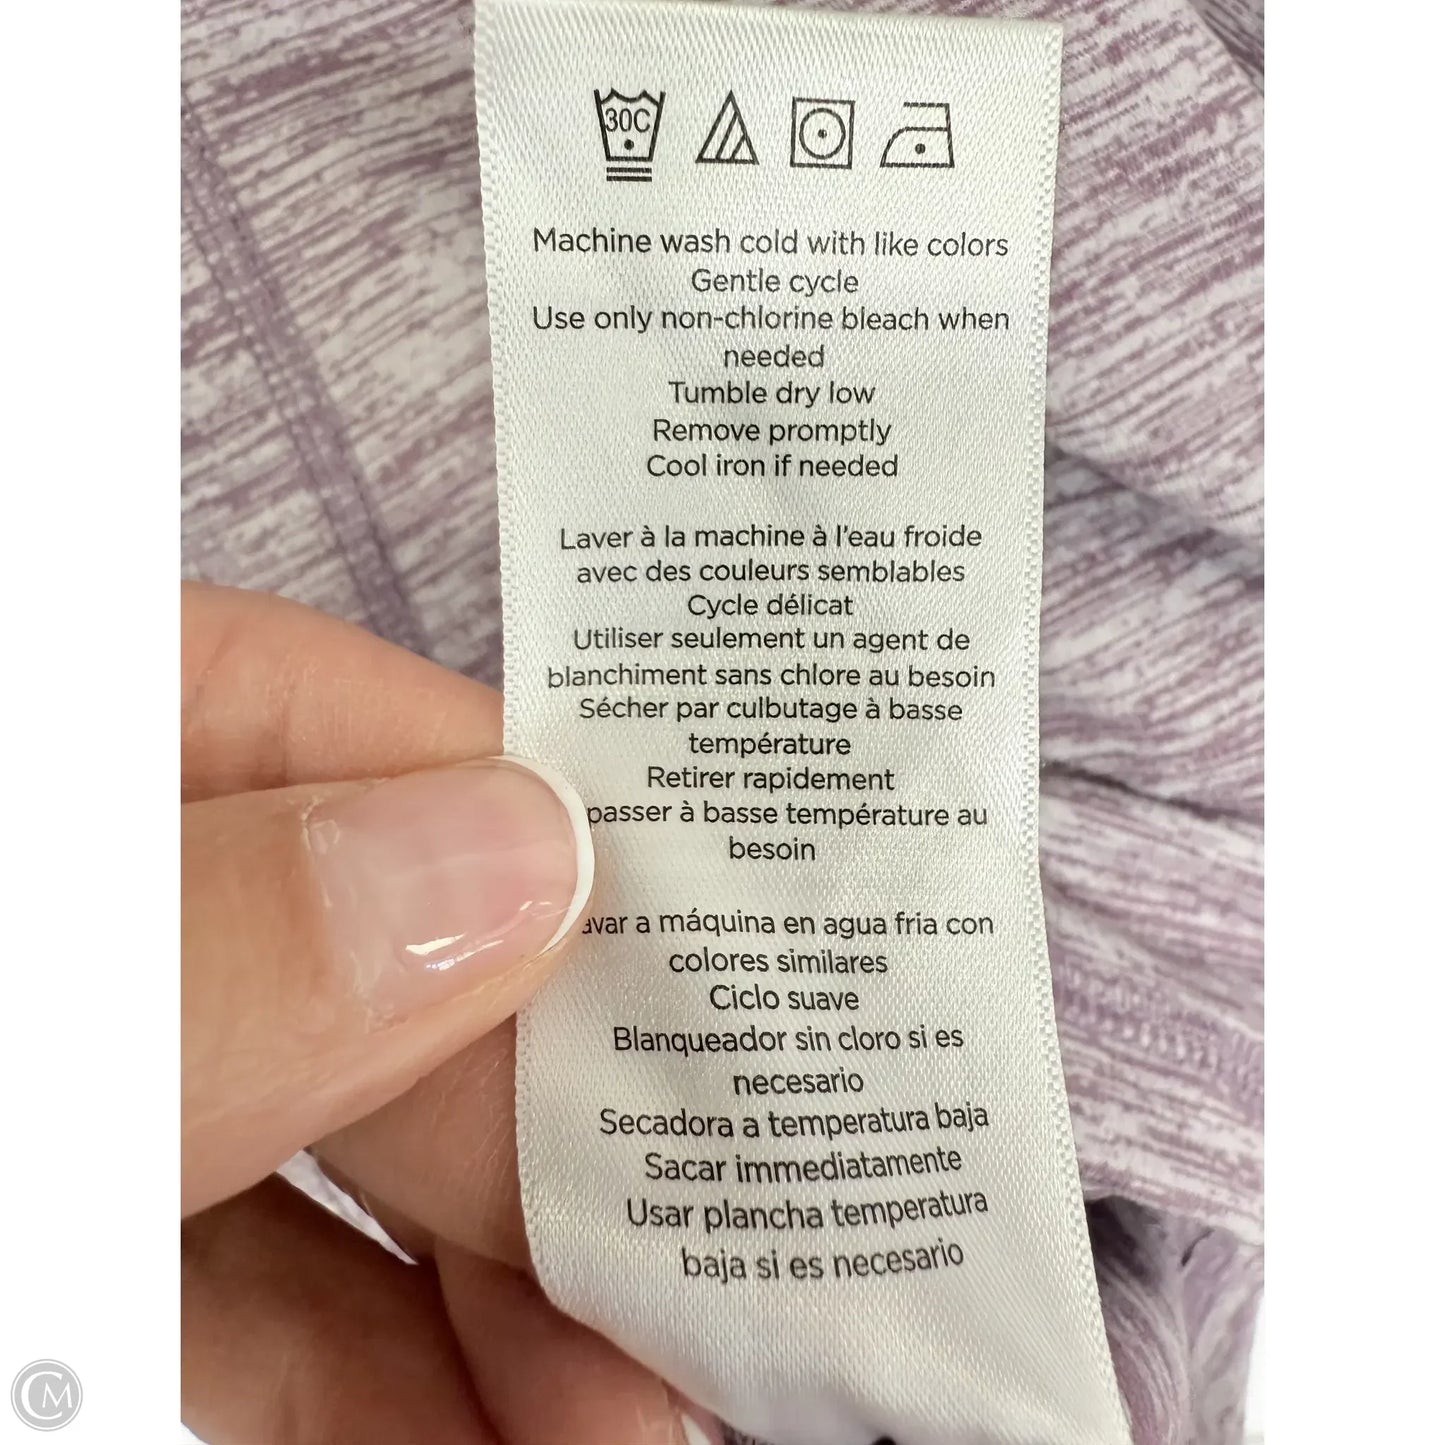 30C
Machine wash cold with like colors
Gentle cycle
Use only non-chlorine bleach when
needed
Tumble dry low
Remove promptly
Cool iron if needed
Laver à la machine à l'eau froide
avec des couleurs semblables
Cycle délicat
Utiliser seulement un agent de
blanchiment sans chlore au besoin
Sécher par culbutage à basse
température
Retirer rapidement
passer à basse température au
besoin
a máquina en agua fria con
colores similares
Ciclo suave
Blanqueador sin cloro si es
necesario
Secadora a temperatura baja
Sacar immediatamente
Usar plancha temperatura
baja si es necesario
CM